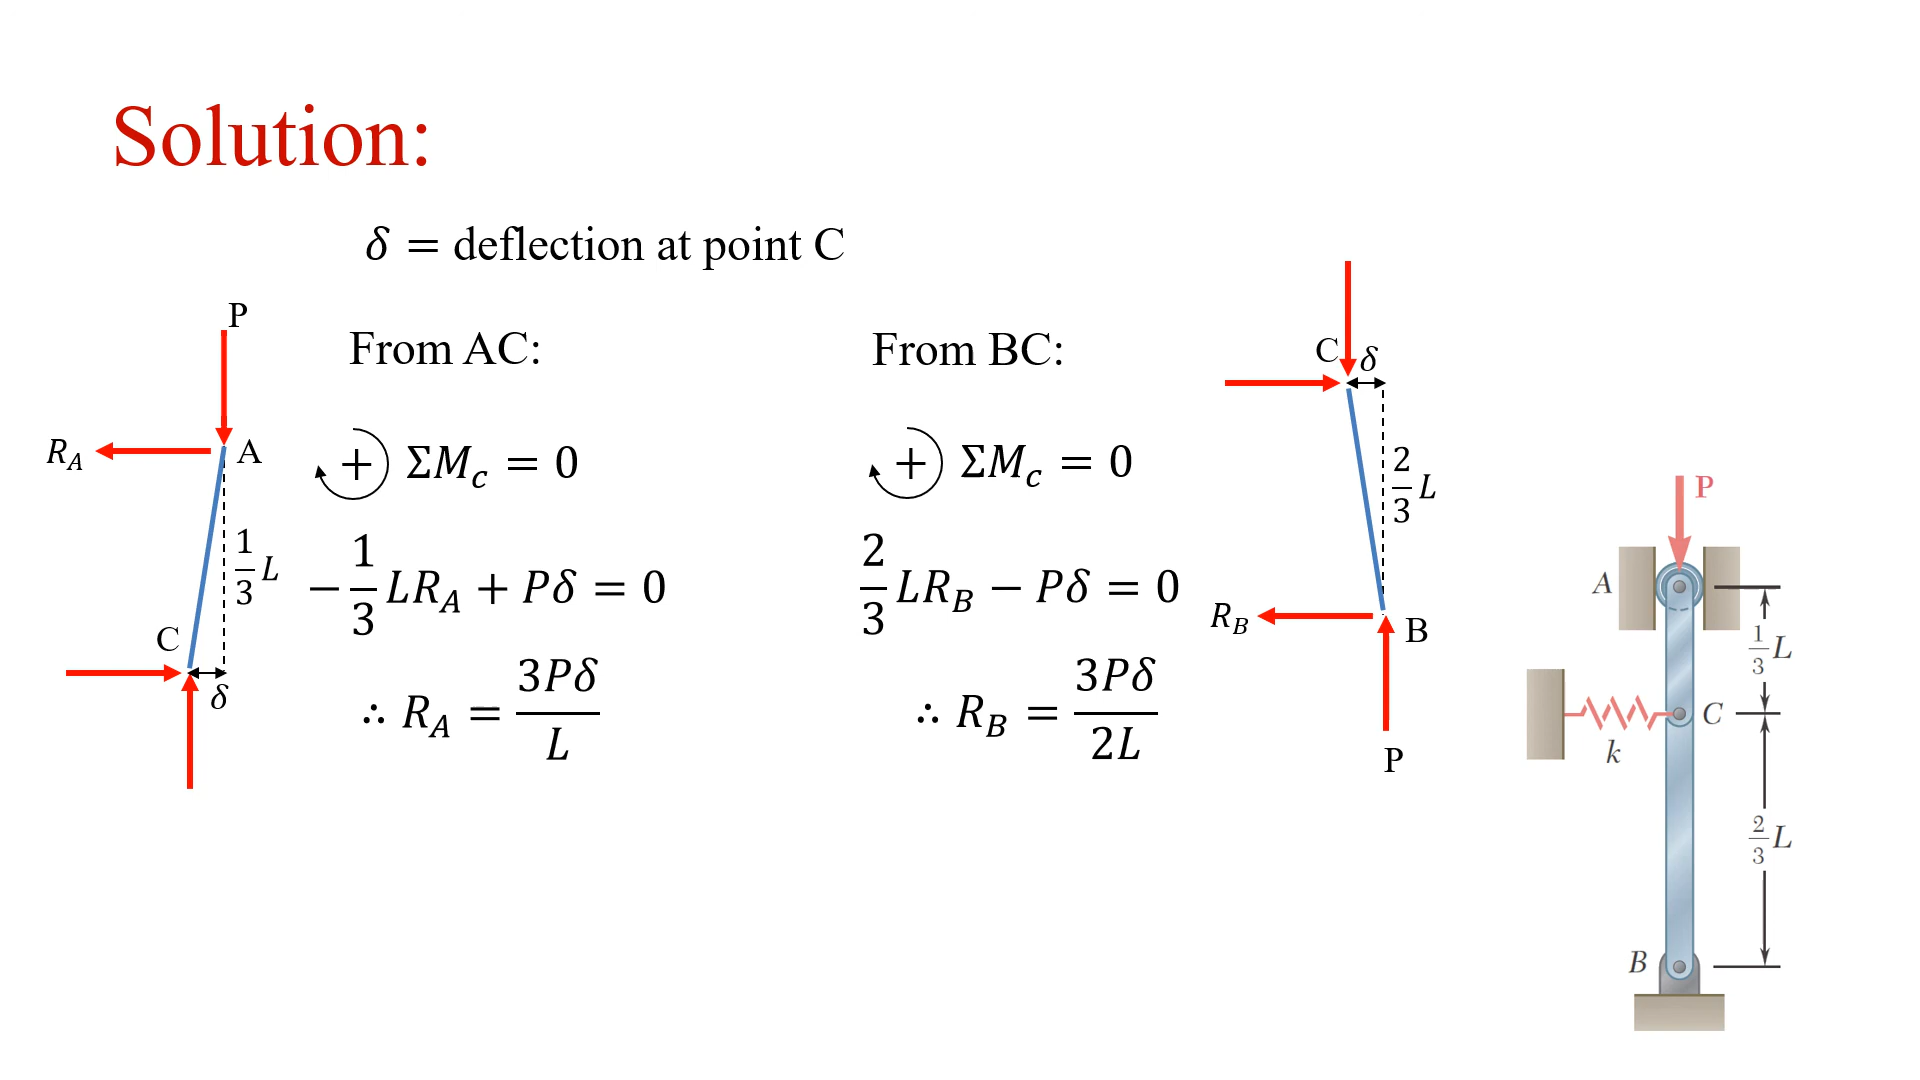 Solution:
δ = deflection at point C
From AC:
ΣM_c = 0
−1/3 LR_A + Pδ = 0
∴ R_A = 3Pδ/L
From BC:
ΣM_c = 0
2/3 LR_B − Pδ = 0
∴ R_B = 3Pδ/2L
P
R_A
A
1/3 L
C
δ
+
+
C
δ
2/3 L
R_B
B
P
P
A
1/3 L
C
k
2/3 L
B